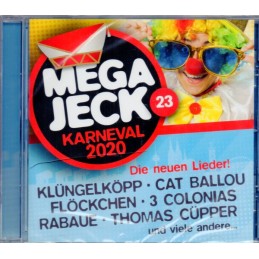 MEGA
JECK 23
KARNEVAL
2020
Die neuen Lieder!
KLÜNGELKÖPP · CAT BALLOU
FLÖCKCHEN · 3 COLONIAS
RABAUE · THOMAS CÜPPER
und viele andere...